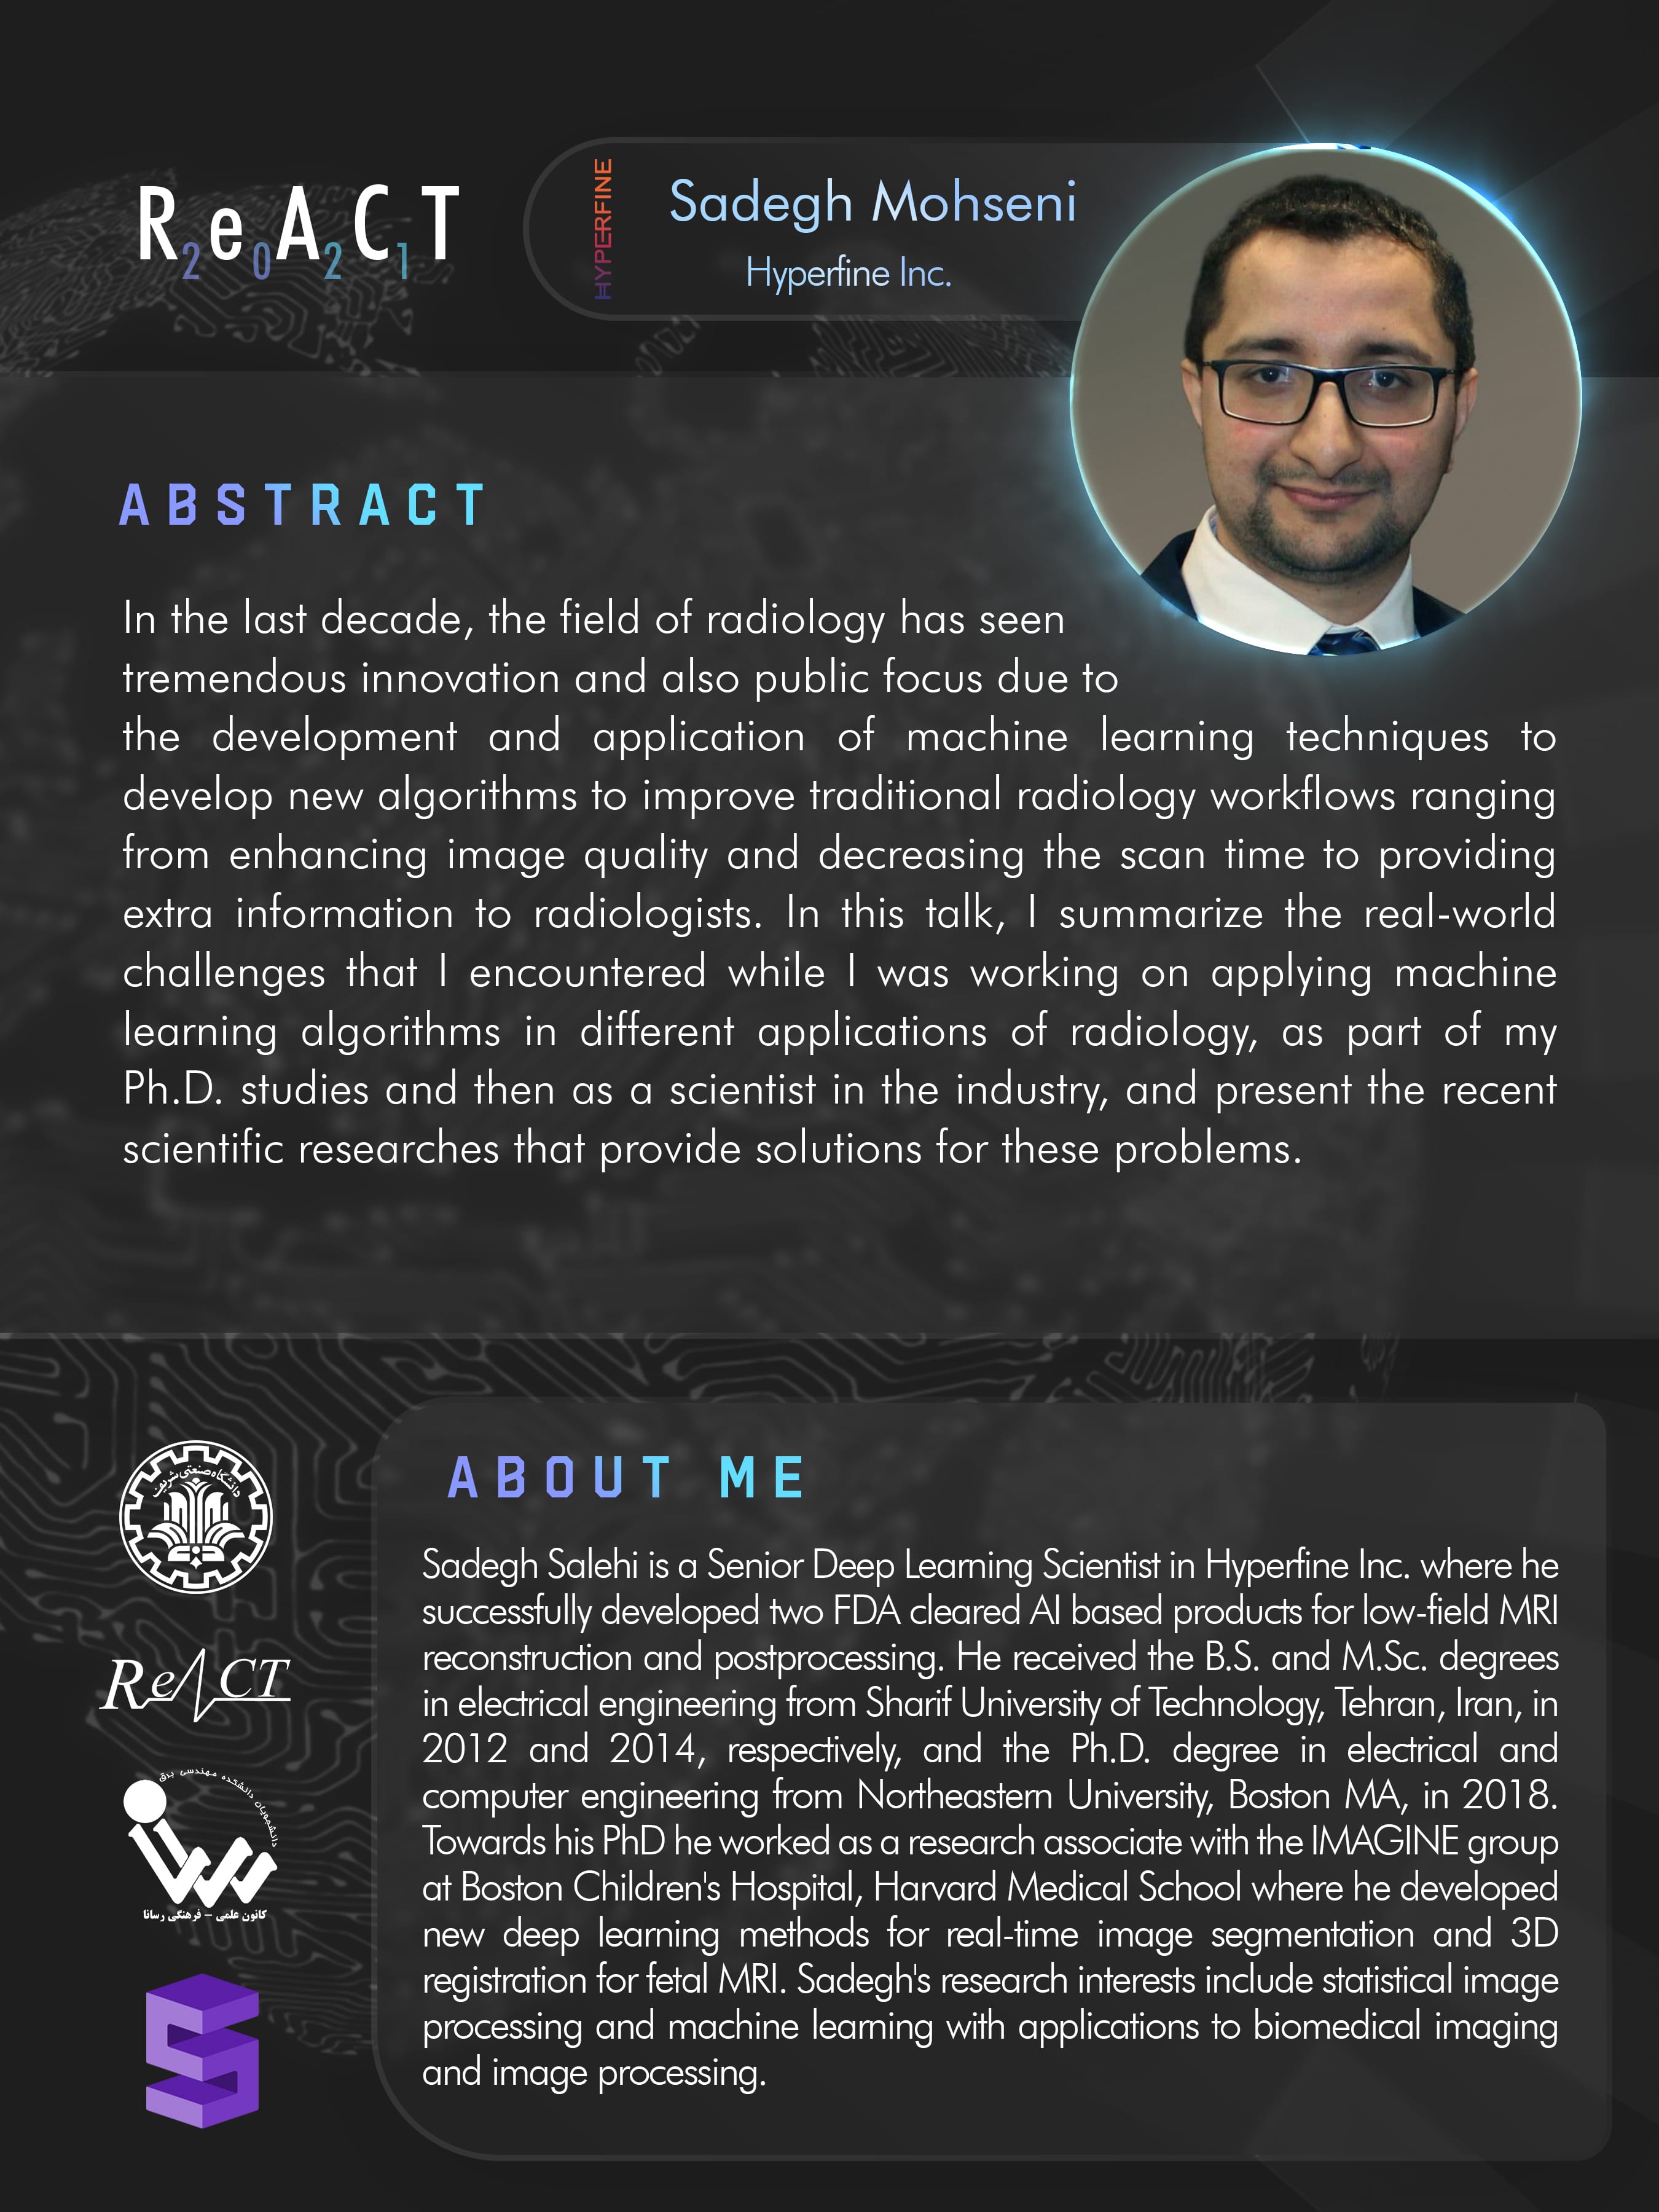 ReACT
2021
HYPERFINE
Sadegh Mohseni
Hyperfine Inc.
ABSTRACT
In the last decade, the field of radiology has seen
tremendous innovation and also public focus due to
the development and application of machine learning techniques to
develop new algorithms to improve traditional radiology workflows ranging
from enhancing image quality and decreasing the scan time to providing
extra information to radiologists. In this talk, I summarize the real-world
challenges that I encountered while I was working on applying machine
learning algorithms in different applications of radiology, as part of my
Ph.D. studies and then as a scientist in the industry, and present the recent
scientific researches that provide solutions for these problems.
دانشگاه صنعتی شریف
ReACT
دانشجویان دانشکده مهندسی برق
کانون علمی - فرهنگی رسانا
ABOUT ME
Sadegh Salehi is a Senior Deep Learning Scientist in Hyperfine Inc. where he
successfully developed two FDA cleared AI based products for low-field MRI
reconstruction and postprocessing. He received the B.S. and M.Sc. degrees
in electrical engineering from Sharif University of Technology, Tehran, Iran, in
2012 and 2014, respectively, and the Ph.D. degree in electrical and
computer engineering from Northeastern University, Boston MA, in 2018.
Towards his PhD he worked as a research associate with the IMAGINE group
at Boston Children's Hospital, Harvard Medical School where he developed
new deep learning methods for real-time image segmentation and 3D
registration for fetal MRI. Sadegh's research interests include statistical image
processing and machine learning with applications to biomedical imaging
and image processing.